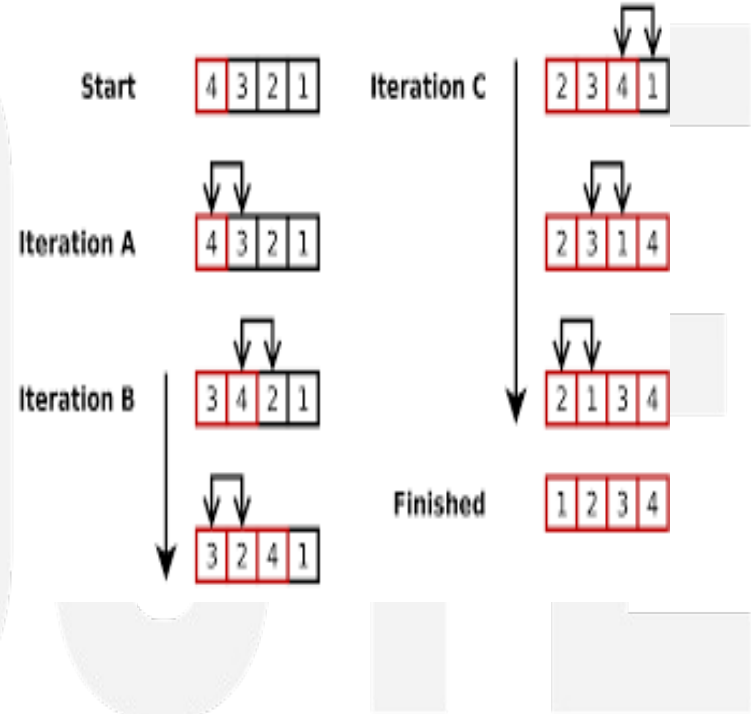 Start
4 3 2 1
Iteration A
4 3 2 1
Iteration B
3 4 2 1
3 2 4 1
Iteration C
2 3 4 1
2 3 1 4
2 1 3 4
Finished
1 2 3 4